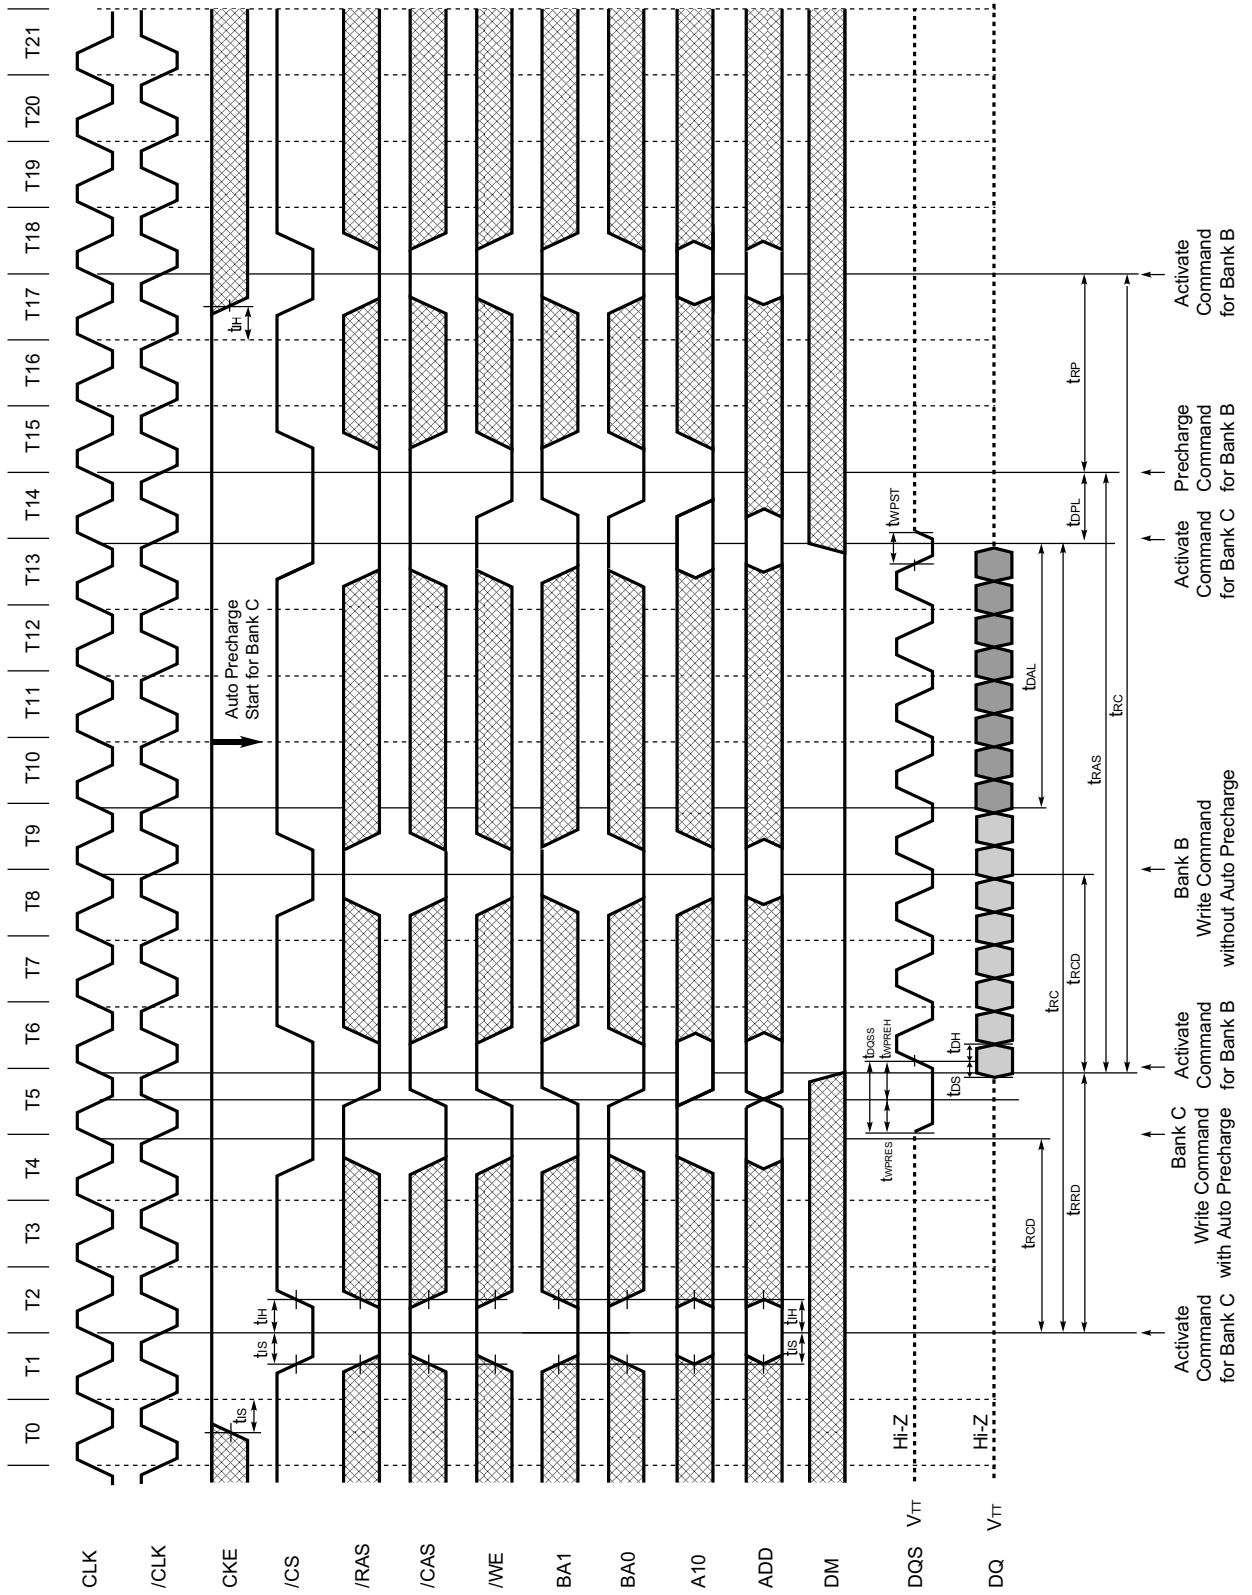 T0 T1 T2 T3 T4 T5 T6 T7 T8 T9 T10 T11 T12 T13 T14 T15 T16 T17 T18 T19 T20 T21
CLK
/CLK
CKE
tIS
Auto Precharge
Start for Bank C
tIH
/CS
tIS tIH
/RAS
/CAS
/WE
BA1
BA0
A10
ADD
tIS tIH
DM
tDQSS
tWPRES tWPREH
tWPST
DQS VTT Hi-Z
tDS tDH
DQ VTT Hi-Z
tRCD
tDAL
tRC
tRRD
tRCD
tDPL
tRP
tRAS
tRC
Activate
Command
for Bank C
Bank C
Write Command
with Auto Precharge
Activate
Command
for Bank B
Bank B
Write Command
without Auto Precharge
Activate
Command
for Bank C
Precharge
Command
for Bank B
Activate
Command
for Bank B